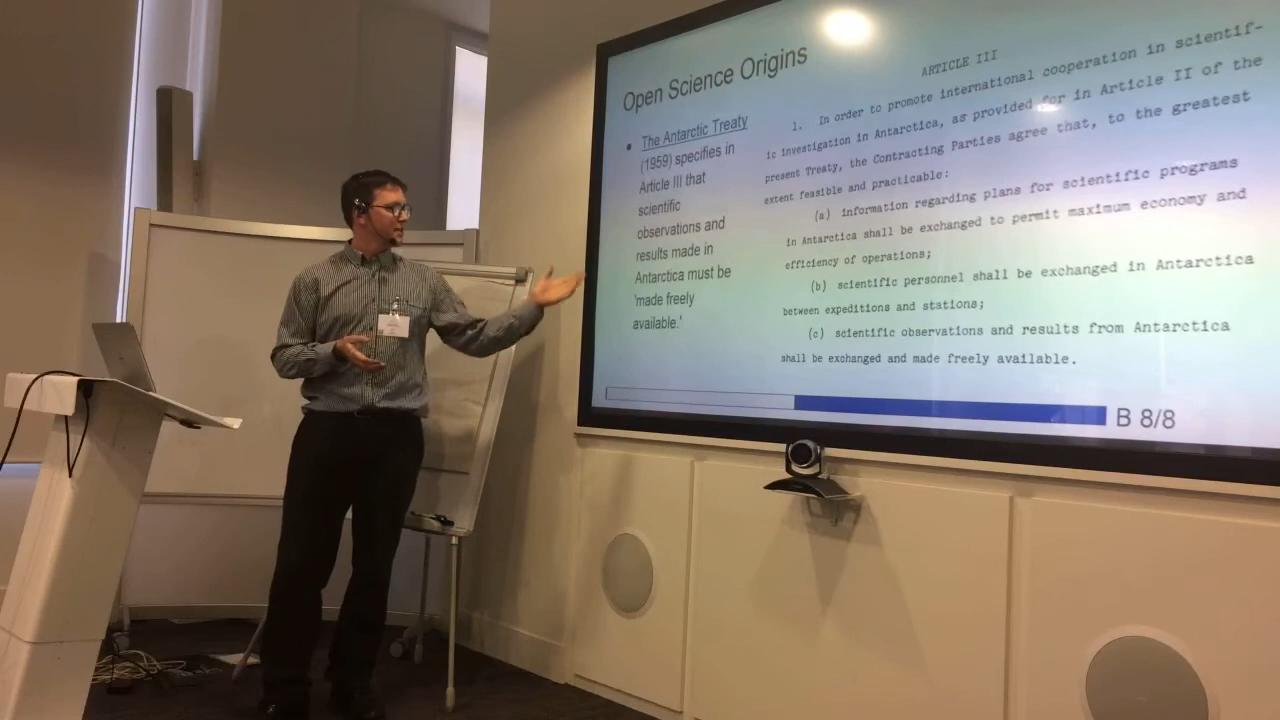 Open Science Origins
• The Antarctic Treaty
(1959) specifies in
Article III that
scientific
observations and
results made in
Antarctica must be
'made freely
available.'
ARTICLE III
1. In order to promote international cooperation in scientif-
ic investigation in Antarctica, as provided for in Article II of the
present Treaty, the Contracting Parties agree that, to the greatest
extent feasible and practicable:
(a) information regarding plans for scientific programs
in Antarctica shall be exchanged to permit maximum economy and
efficiency of operations;
(b) scientific personnel shall be exchanged in Antarctica
between expeditions and stations;
(c) scientific observations and results from Antarctica
shall be exchanged and made freely available.
B 8/8